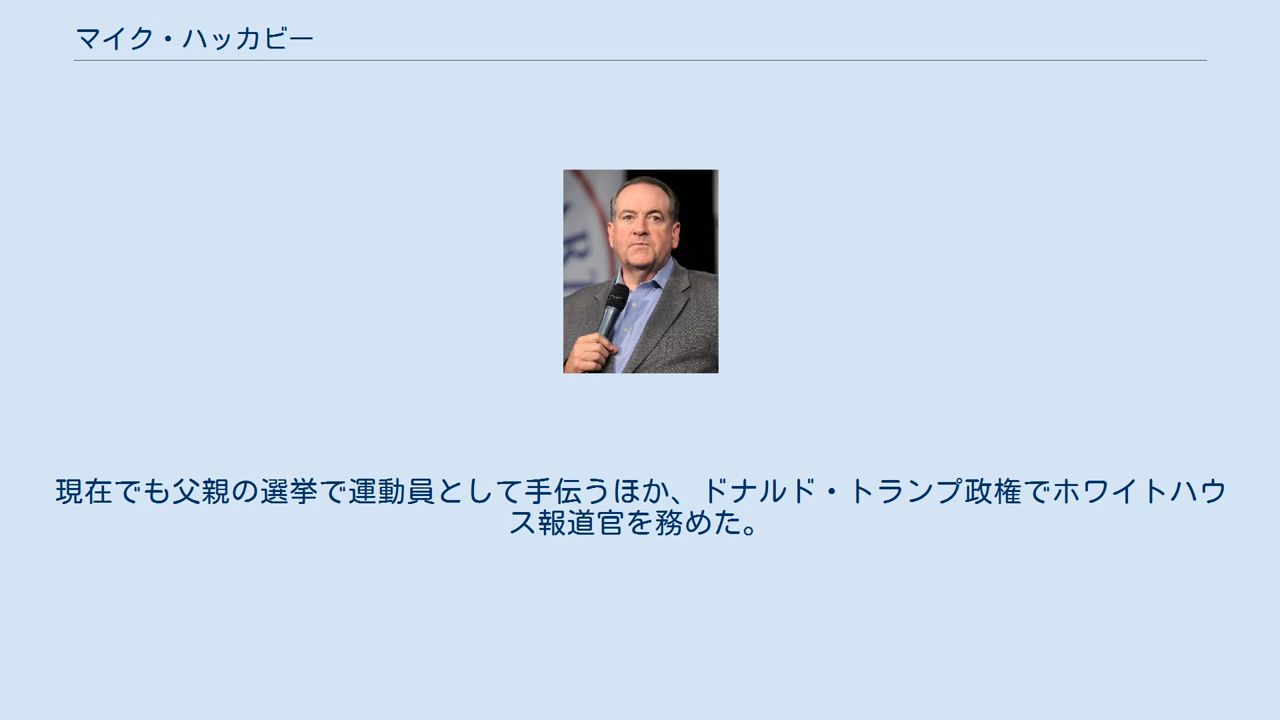 マイク・ハッカビー
現在でも父親の選挙で運動員として手伝うほか、ドナルド・トランプ政権でホワイトハウ
ス報道官を務めた。